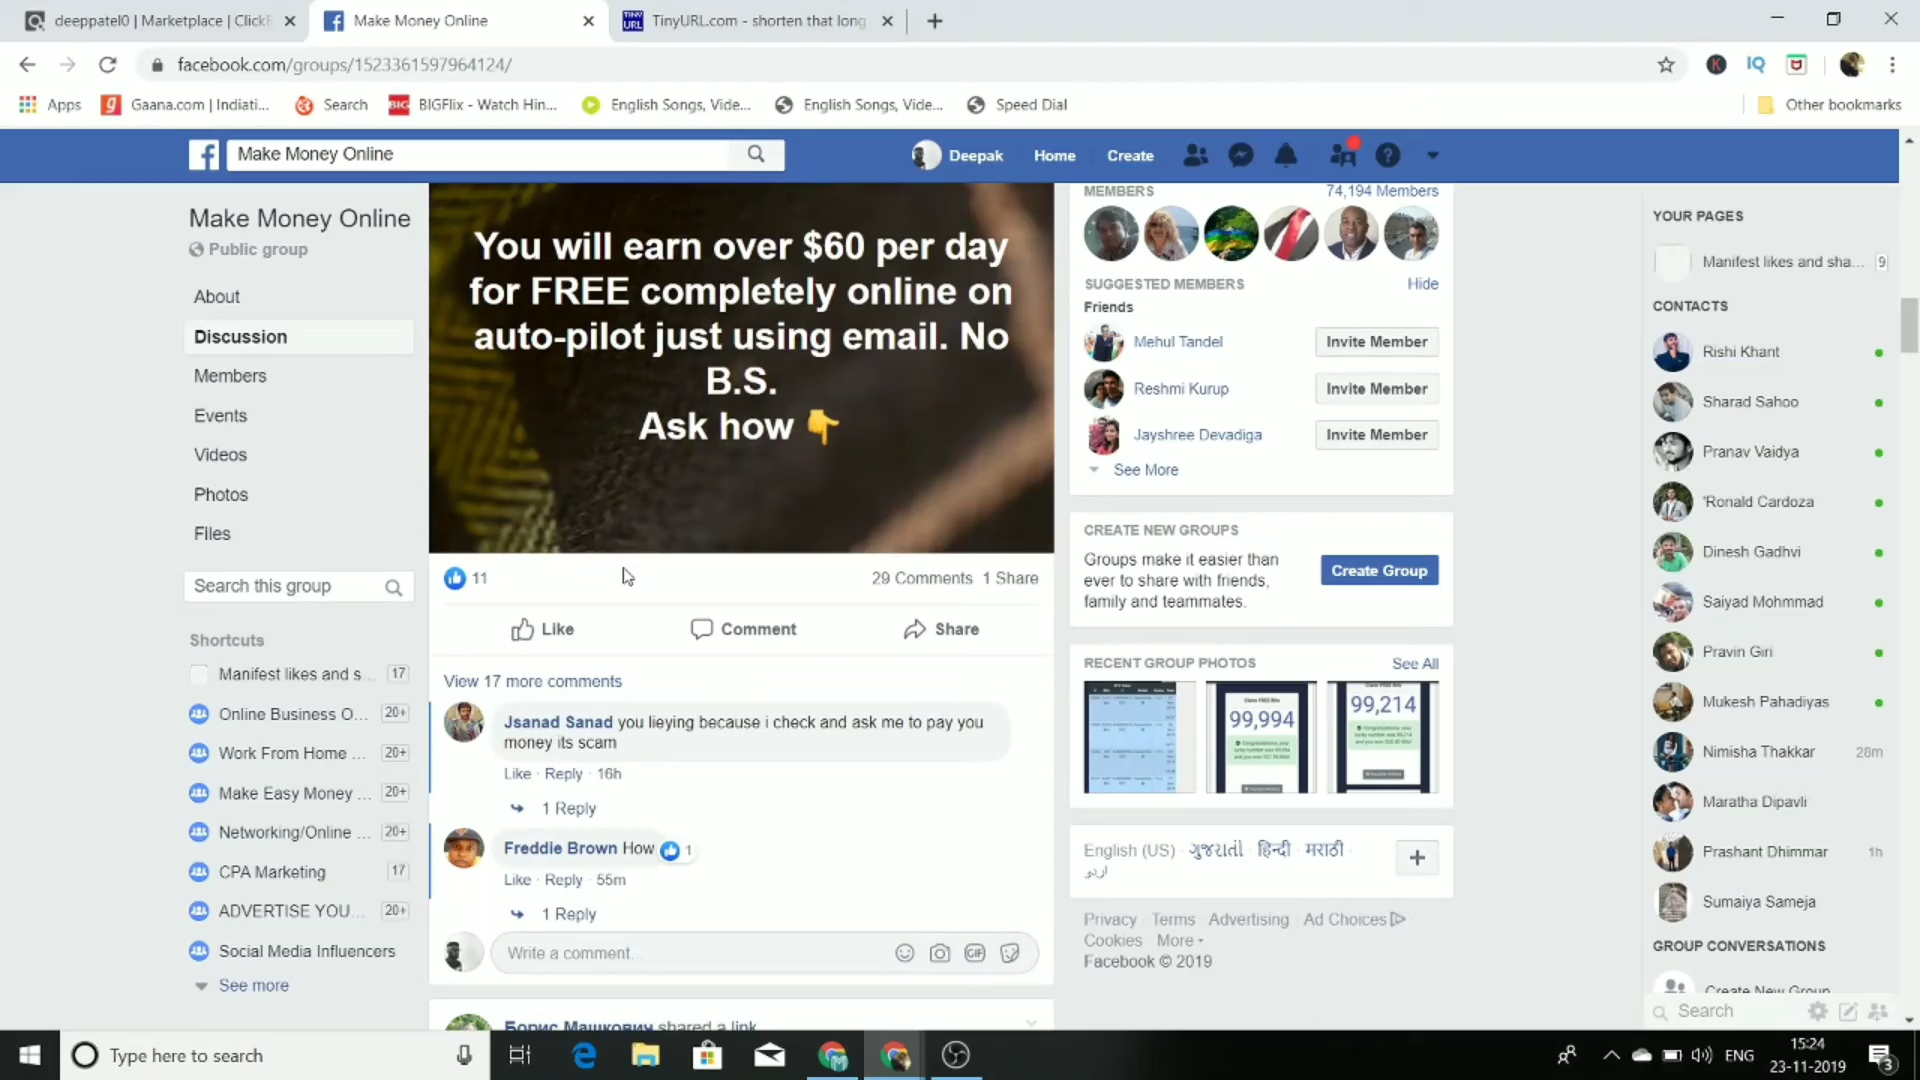 deeppatel0 | Marketplace | ClickB
Make Money Online
TinyURL.com - shorten that long
facebook.com/groups/1523361597964124/
Apps
Gaana.com | Indiati...
Search
BIGFlix - Watch Hin...
English Songs, Vide...
English Songs, Vide...
Speed Dial
Other bookmarks
Make Money Online
Deepak
Home
Create
Make Money Online
Public group
About
Discussion
Members
Events
Videos
Photos
Files
Search this group
Shortcuts
Manifest likes and s... 17
Online Business O... 20+
Work From Home ... 20+
Make Easy Money ... 20+
Networking/Online ... 20+
CPA Marketing 17
ADVERTISE YOU... 20+
Social Media Influencers
See more
You will earn over $60 per day
for FREE completely online on
auto-pilot just using email. No
B.S.
Ask how 👇
11
29 Comments 1 Share
Like
Comment
Share
View 17 more comments
Jsanad Sanad you lieying because i check and ask me to pay you
money its scam
Like · Reply · 16h
1 Reply
Freddie Brown How 1
Like · Reply · 55m
1 Reply
Write a comment...
GIF
Борис Машкович shared a link
MEMBERS
74,194 Members
SUGGESTED MEMBERS
Hide
Friends
Mehul Tandel
Invite Member
Reshmi Kurup
Invite Member
Jayshree Devadiga
Invite Member
See More
CREATE NEW GROUPS
Groups make it easier than
ever to share with friends,
family and teammates.
Create Group
RECENT GROUP PHOTOS
See All
99,994
99,214
English (US) · ગુજરાતી · हिन्दी · मराठी ·
اردو
Privacy · Terms · Advertising · Ad Choices
Cookies · More
Facebook © 2019
YOUR PAGES
Manifest likes and sha... 9
CONTACTS
Rishi Khant
Sharad Sahoo
Pranav Vaidya
'Ronald Cardoza
Dinesh Gadhvi
Saiyad Mohmmad
Pravin Giri
Mukesh Pahadiyas
Nimisha Thakkar 28m
Maratha Dipavli
Prashant Dhimmar 1h
Sumaiya Sameja
GROUP CONVERSATIONS
Create New Group
Search
Type here to search
ENG
15:24
23-11-2019
3